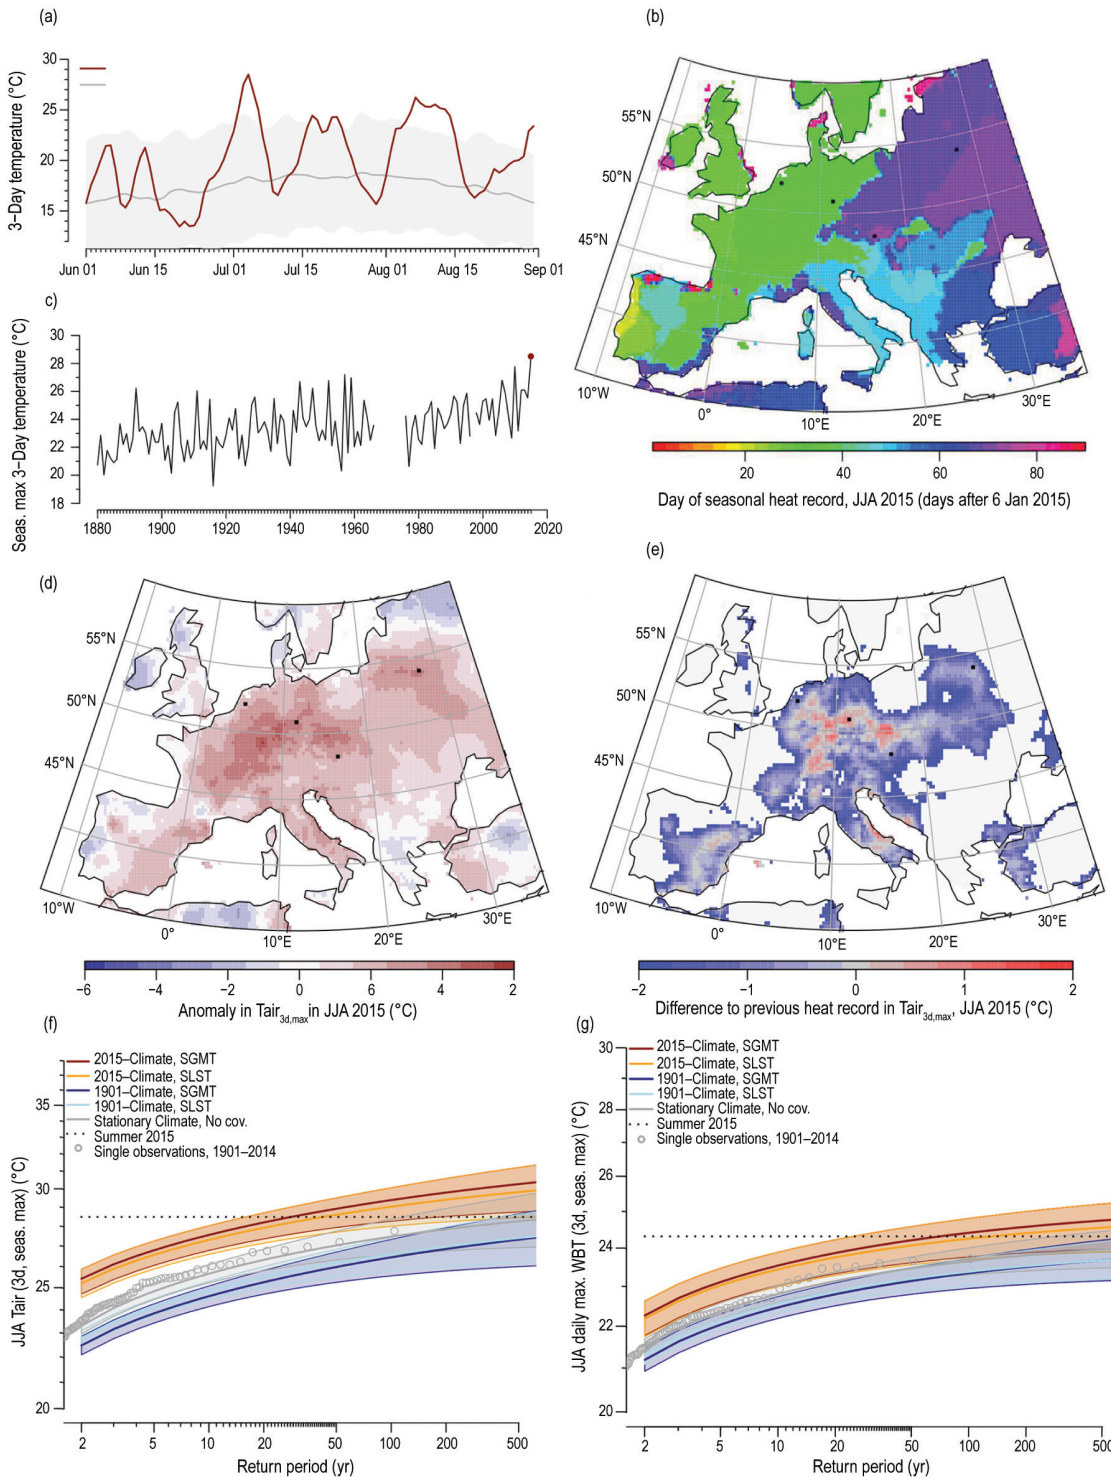 (a)
3−Day temperature (°C)
30
25
20
15
Jun 01
Jun 15
Jul 01
Jul 15
Aug 01
Aug 15
Sep 01
(b)
55°N
50°N
45°N
10°W
0°
10°E
20°E
30°E
20
40
60
80
Day of seasonal heat record, JJA 2015 (days after 6 Jan 2015)
c)
Seas. max 3−Day temperature (°C)
30
28
26
24
22
20
18
1880
1900
1920
1940
1960
1980
2000
2020
(d)
55°N
50°N
45°N
10°W
0°
10°E
20°E
30°E
−6
−4
−2
0
6
4
2
Anomaly in Tair3d,max in JJA 2015 (°C)
(e)
55°N
50°N
45°N
10°W
0°
10°E
20°E
30°E
−2
−1
0
1
2
Difference to previous heat record in Tair3d,max, JJA 2015 (°C)
(f)
2015−Climate, SGMT
2015−Climate, SLST
1901−Climate, SGMT
1901−Climate, SLST
Stationary Climate, No cov.
Summer 2015
Single observations, 1901−2014
JJA Tair (3d, seas. max) (°C)
35
30
25
20
2
5
10
20
50
100
200
500
Return period (yr)
(g)
2015−Climate, SGMT
2015−Climate, SLST
1901−Climate, SGMT
1901−Climate, SLST
Stationary Climate, No cov.
Summer 2015
Single observations, 1901−2014
JJA daily max. WBT (3d, seas. max) (°C)
30
28
26
24
22
20
2
5
10
20
50
100
200
500
Return period (yr)